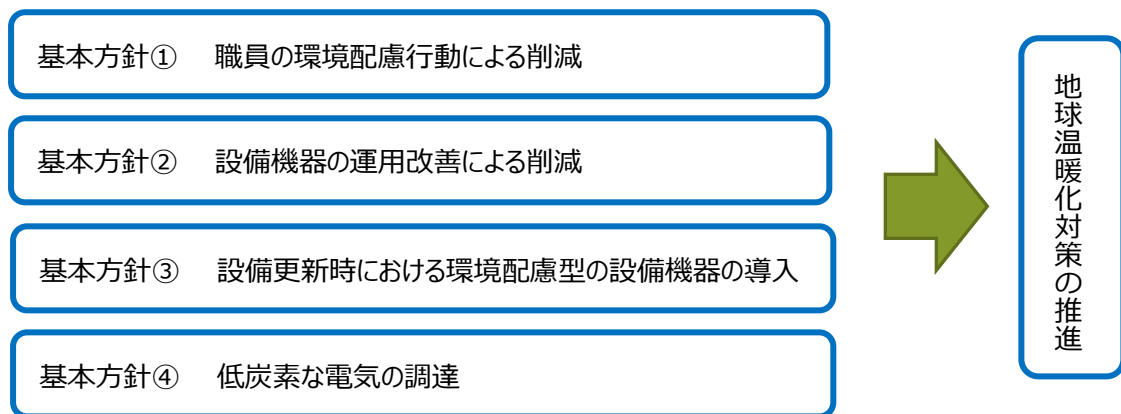 基本方針① 職員の環境配慮行動による削減
基本方針② 設備機器の運用改善による削減
基本方針③ 設備更新時における環境配慮型の設備機器の導入
基本方針④ 低炭素な電気の調達
地球温暖化対策の推進